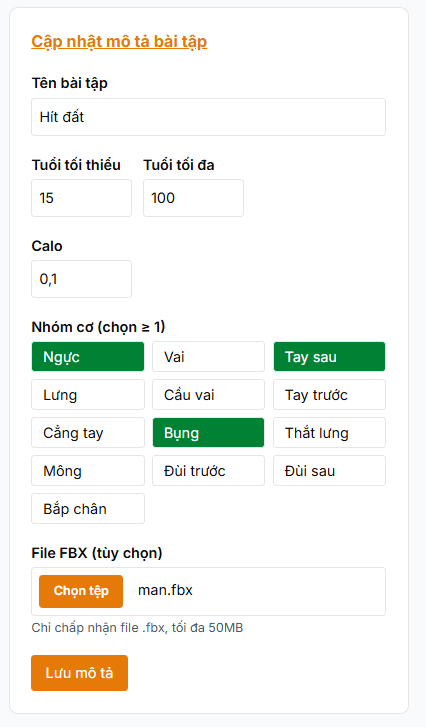 Cập nhật mô tả bài tập
Tên bài tập
Hít đất
Tuổi tối thiểu Tuổi tối đa
15 100
Calo
0,1
Nhóm cơ (chọn ≥ 1)
Ngực Vai Tay sau
Lưng Cầu vai Tay trước
Cẳng tay Bụng Thắt lưng
Mông Đùi trước Đùi sau
Bắp chân
File FBX (tùy chọn)
Chọn tệp man.fbx
Chỉ chấp nhận file .fbx, tối đa 50MB
Lưu mô tả